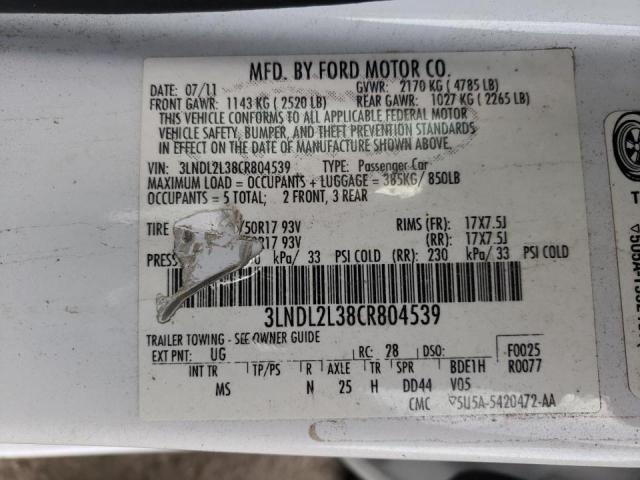 MFD. BY FORD MOTOR CO.
DATE: 07/11 GVWR: 2170 KG ( 4785 LB)
FRONT GAWR: 1143 KG ( 2520 LB) REAR GAWR: 1027 KG ( 2265 LB)
THIS VEHICLE CONFORMS TO ALL APPLICABLE FEDERAL MOTOR
VEHICLE SAFETY, BUMPER, AND THEFT PREVENTION STANDARDS
IN EFFECT ON THE DATE OF MANUFACTURE SHOWN ABOVE.
VIN: 3LNDL2L38CR804539 TYPE: Passenger Car
MAXIMUM LOAD = OCCUPANTS + LUGGAGE = 385KG/ 850LB
OCCUPANTS = 5 TOTAL; 2 FRONT, 3 REAR
TIRE /50R17 93V RIMS (FR): 17X7.5J
R17 93V (RR): 17X7.5J
PRESS kPa/ 33 PSI COLD (RR): 230 kPa/ 33 PSI COLD
3LNDL2L38CR804539
TRAILER TOWING - SEE OWNER GUIDE
EXT PNT: UG RC: 28 DSO: F0025
INT TR TP/PS R AXLE TR SPR BDE1H R0077
MS N 25 H DD44 V05
CMC 5U5A-5420472-AA